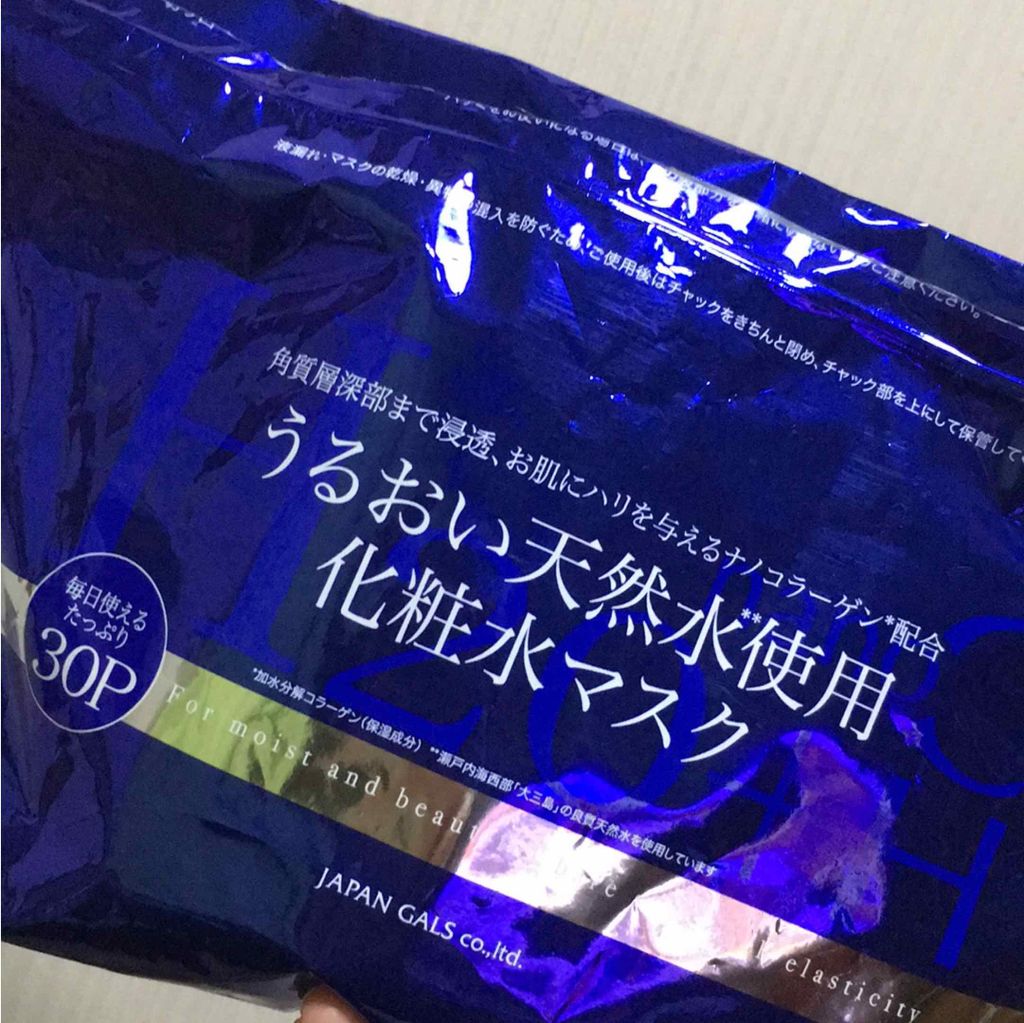 液漏れ・マスクの乾燥・異物の混入を防ぐため、ご使用後はチャックをきちんと閉め、チャック部を上にして保管して
角質層深部まで浸透、お肌にハリを与えるナノコラーゲン*配合
うるおい天然水**使用
化粧水マスク
*加水分解コラーゲン(保湿成分) **瀬戸内海西部「大三島」の良質天然水を使用しています
毎日使える
たっぷり
30P
For moist and beaut
elasticity
JAPAN GALS co.,ltd.